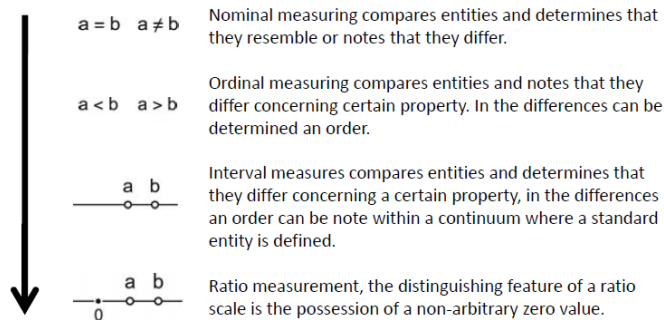 a = b a ≠ b
Nominal measuring compares entities and determines that
they resemble or notes that they differ.
a < b a > b
Ordinal measuring compares entities and notes that they
differ concerning certain property. In the differences can be
determined an order.
a b
Interval measures compares entities and determines that
they differ concerning a certain property, in the differences
an order can be note within a continuum where a standard
entity is defined.
a b
0
Ratio measurement, the distinguishing feature of a ratio
scale is the possession of a non-arbitrary zero value.